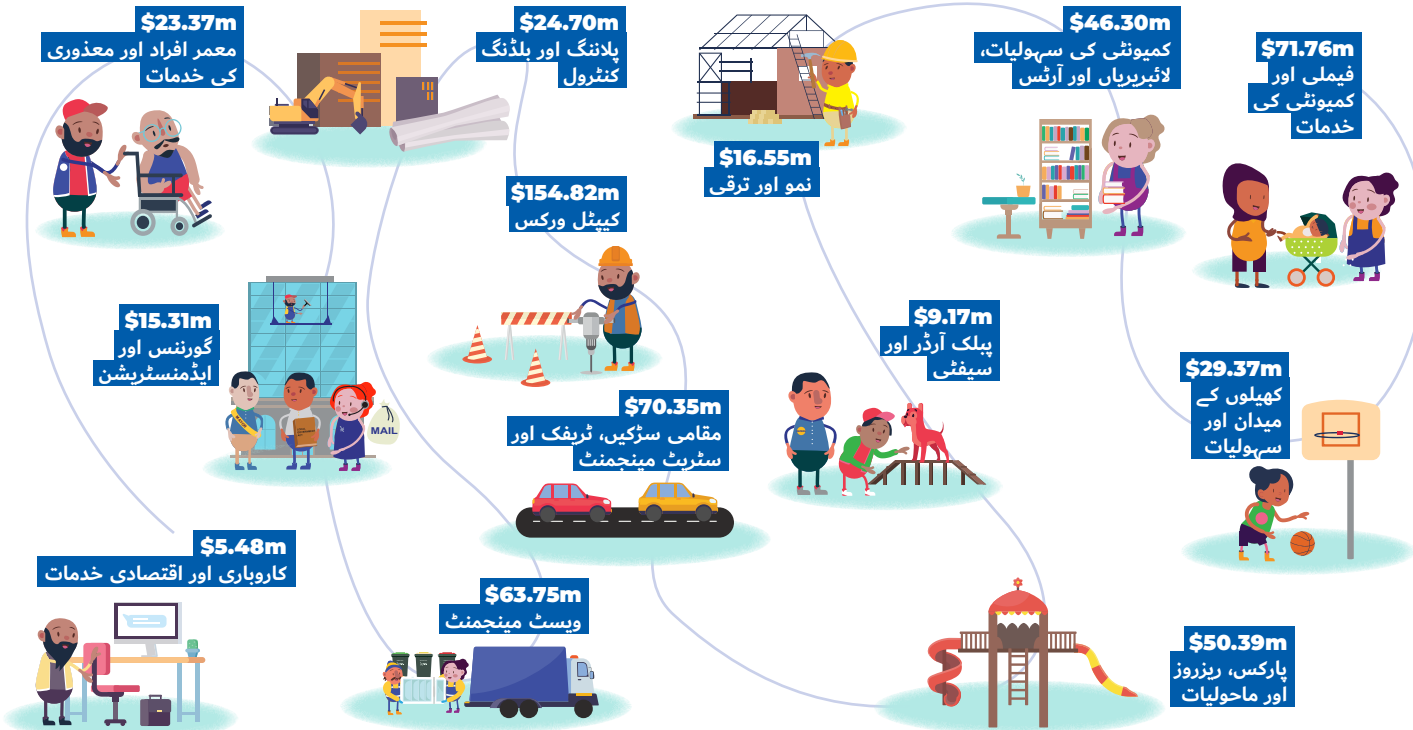 $23.37m
معمر افراد اور معذوری
کی خدمات
$24.70m
پلاننگ اور بلڈنگ
کنٹرول
$46.30m
کمیونٹی کی سہولیات،
لائبریریاں اور آرٹس
$71.76m
فیملی اور
کمیونٹی کی
خدمات
$16.55m
نمو اور ترقی
$154.82m
کیپٹل ورکس
$15.31m
گورننس اور
ایڈمنسٹریشن
MAIL
$9.17m
پبلک آرڈر اور
سیفٹی
$29.37m
کھیلوں کے
میدان اور
سہولیات
$70.35m
مقامی سڑکیں، ٹریفک اور
سٹریٹ مینجمنٹ
$5.48m
کاروباری اور اقتصادی خدمات
$63.75m
ویسٹ مینجمنٹ
$50.39m
پارکس، ریزروز
اور ماحولیات